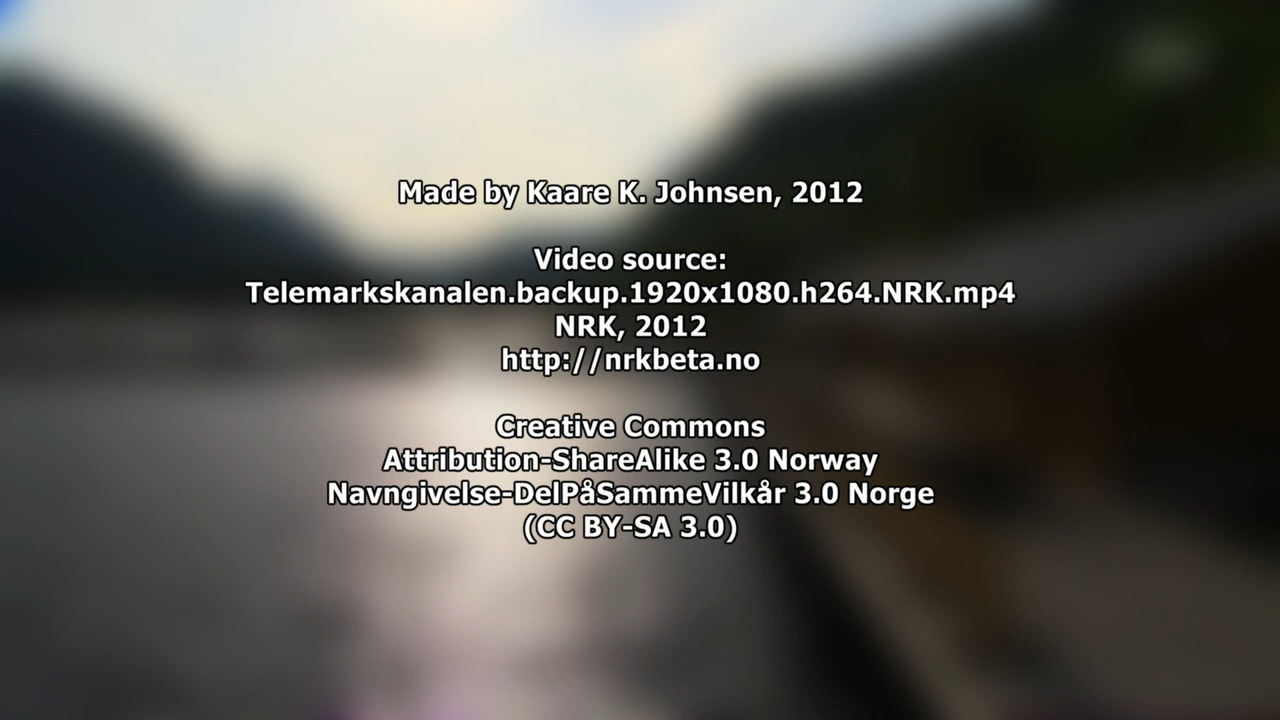 Made by Kaare K. Johnsen, 2012
Video source:
Telemarkskanalen.backup.1920x1080.h264.NRK.mp4
NRK, 2012
http://nrkbeta.no
Creative Commons
Attribution-ShareAlike 3.0 Norway
Navngivelse-DelPåSammeVilkår 3.0 Norge
(CC BY-SA 3.0)